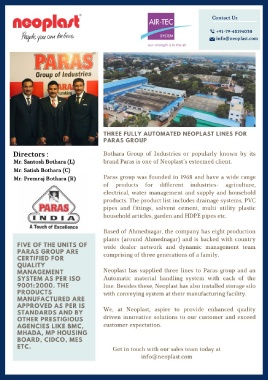 neoplast
People, you can believe.
AIR-TEC
SYSTEM
our strength is in the air
Contact Us
+91-79-40196050
info@neoplast.com
PARAS
Group of Industries
Directors :
Mr. Santosh Bothara (L)
Mr. Satish Bothara (C)
Mr. Premraj Bothara (R)
PARAS
INDIA
A Touch of Excellence
FIVE OF THE UNITS OF
PARAS GROUP ARE
CERTIFIED FOR
QUALITY
MANAGEMENT
SYSTEM AS PER ISO
9001:2000. THE
PRODUCTS
MANUFACTURED ARE
APPROVED AS PER IS
STANDARDS AND BY
OTHER PRESTIGIOUS
AGENCIES LIKE BMC,
MHADA, MP HOUSING
BOARD, CIDCO, MES
ETC.
THREE FULLY AUTOMATED NEOPLAST LINES FOR
PARAS GROUP
Bothara Group of Industries or popularly known by its
brand Paras is one of Neoplast's esteemed client.
Paras group was founded in 1968 and have a wide range
of products for different industries- agriculture,
electrical, water management and supply and household
products. The product list includes drainage systems, PVC
pipes and fittings, solvent cement, multi utility plastic
household articles, garden and HDPE pipes etc.
Based of Ahmednagar, the company has eight production
plants (around Ahmednagar) and is backed with country
wide dealer network and dynamic management team
comprising of three generations of a family.
Neoplast has supplied three lines to Paras group and an
Automatic material handling system with each of the
line. Besides these, Neoplast has also installed storage silo
with conveying system at their manufacturing facility.
We, at Neoplast, aspire to provide enhanced quality
driven innovative solutions to our customer and exceed
customer expectation.
Get in touch with our sales team today at
info@neoplast.com